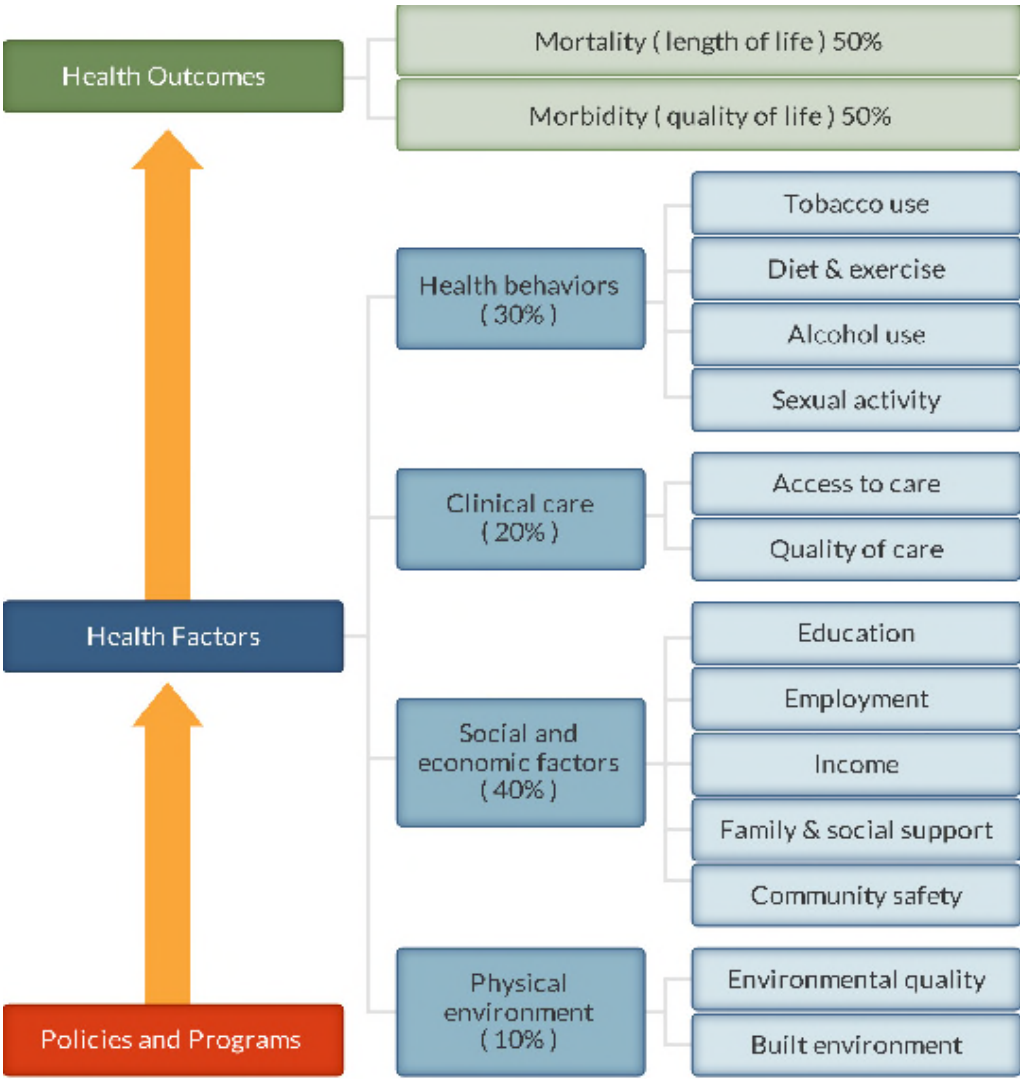 Health Outcomes
Mortality ( length of life ) 50%
Morbidity ( quality of life ) 50%
Health Factors
Health behaviors
( 30% )
Tobacco use
Diet & exercise
Alcohol use
Sexual activity
Clinical care
( 20% )
Access to care
Quality of care
Social and
economic factors
( 40% )
Education
Employment
Income
Family & social support
Community safety
Physical
environment
( 10% )
Environmental quality
Built environment
Policies and Programs